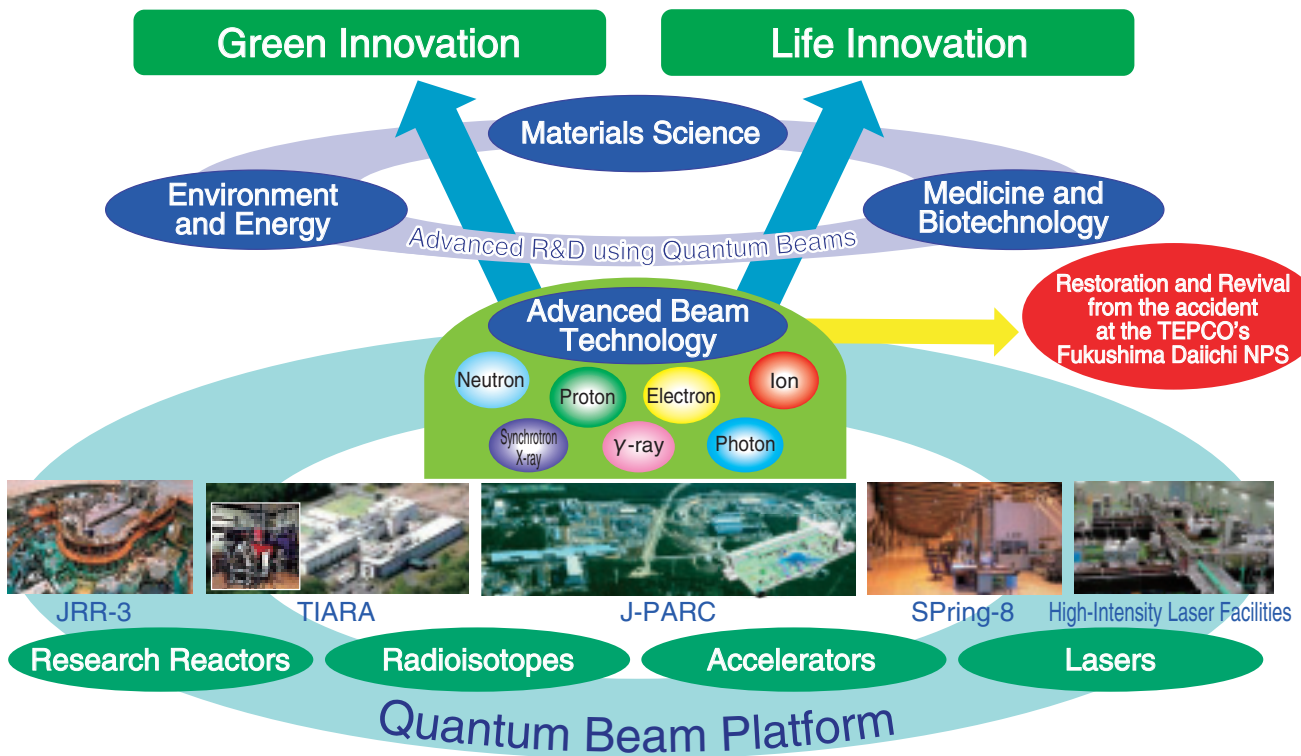 Green Innovation
Life Innovation
Materials Science
Environment
and Energy
Medicine and
Biotechnology
Advanced R&D using Quantum Beams
Restoration and Revival
from the accident
at the TEPCO's
Fukushima Daiichi NPS
Advanced Beam
Technology
Neutron
Proton
Electron
Ion
Synchrotron
X-ray
γ-ray
Photon
JRR-3
TIARA
J-PARC
SPring-8
High-Intensity Laser Facilities
Research Reactors
Radioisotopes
Accelerators
Lasers
Quantum Beam Platform